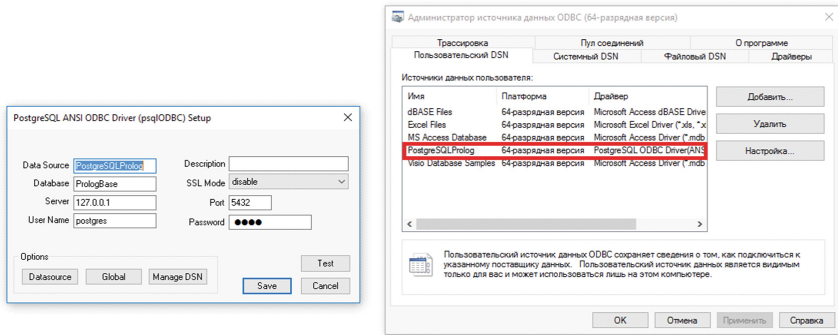 PostgreSQL ANSI ODBC Driver (psqlODBC) Setup
Data Source PostgreSQLProlog Description
Database PrologBase SSL Mode disable
Server 127.0.0.1 Port 5432
User Name postgres Password ●●●●
Options
Datasource Global Manage DSN
Test
Save Cancel
Администратор источника данных ODBC (64-разрядная версия)
Трассировка Пул соединений О программе
Пользовательский DSN Системный DSN Файловый DSN Драйверы
Источники данных пользователя:
Имя Платформа Драйвер
dBASE Files 64-разрядная версия Microsoft Access dBASE Drive
Excel Files 64-разрядная версия Microsoft Excel Driver (*.xls, *.x
MS Access Database 64-разрядная версия Microsoft Access Driver (*.mdb
PostgreSQLProlog 64-разрядная версия PostgreSQL ODBC Driver(ANS
Visio Database Samples 64-разрядная версия Microsoft Access Driver (*.mdb
Добавить...
Удалить
Настройка...
Пользовательский источник данных ODBC сохраняет сведения о том, как подключиться к
указанному поставщику данных. Пользовательский источник данных является видимым
только для вас и может использоваться лишь на этом компьютере.
OK Отмена Применить Справка